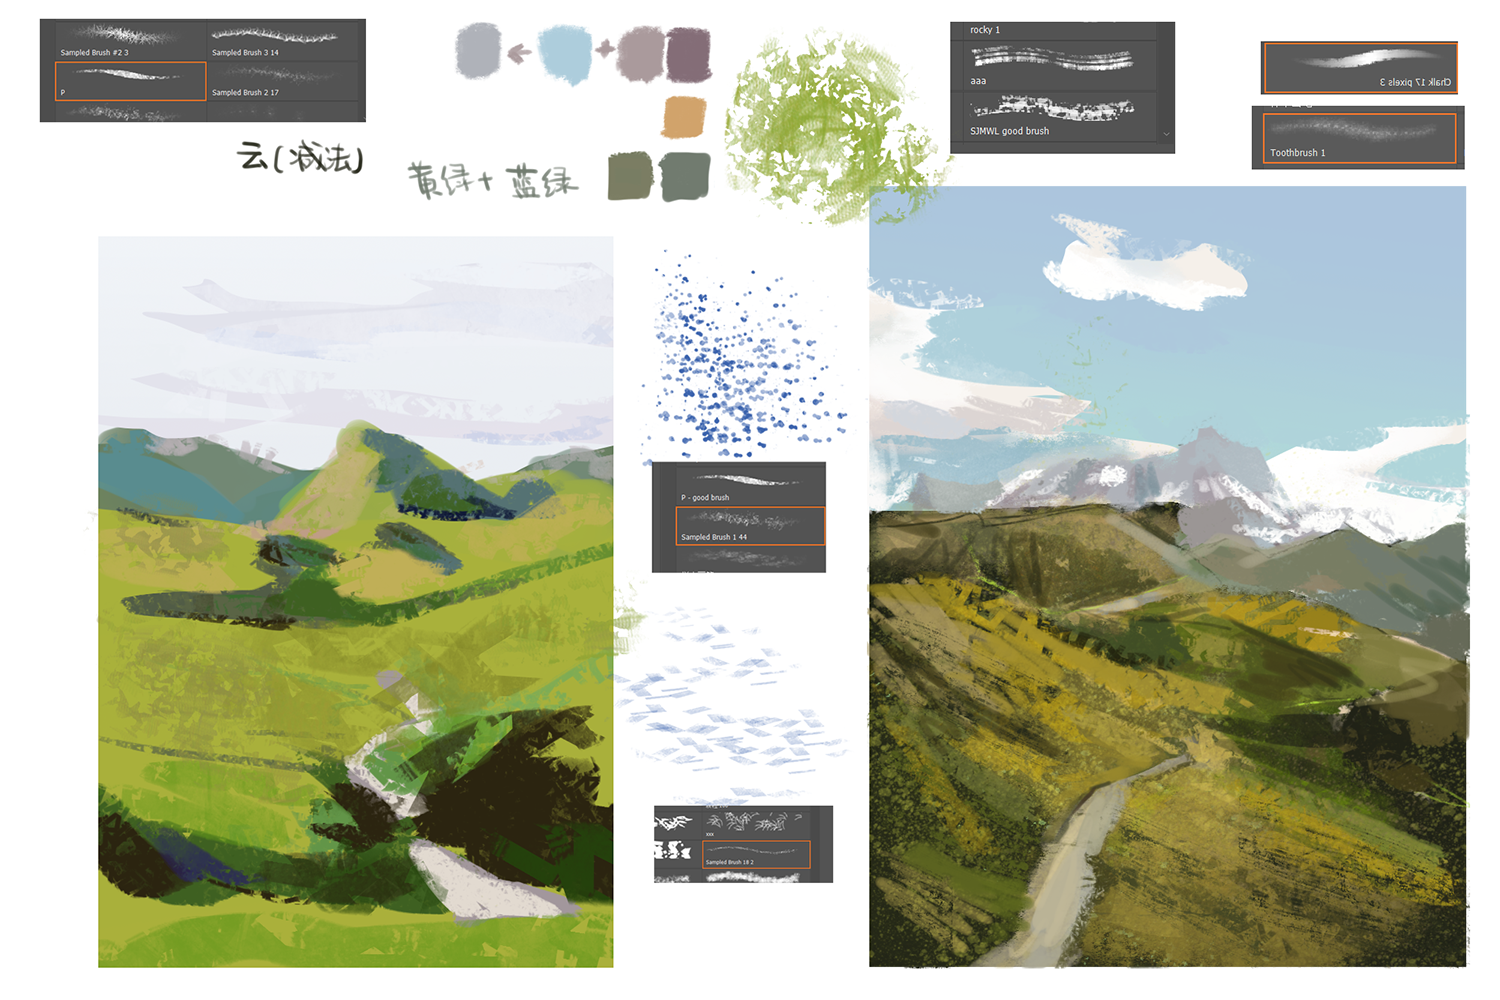 Sampled Brush #2 3
Sampled Brush 3 14
P
Sampled Brush 2 17
云(减法)
黄绿+ 蓝绿
rocky 1
aaa
SJMWL good brush
Chalk 17 pixels 3
Toothbrush 1
P - good brush
Sampled Brush 1 44
xxx
Sampled Brush 18 2